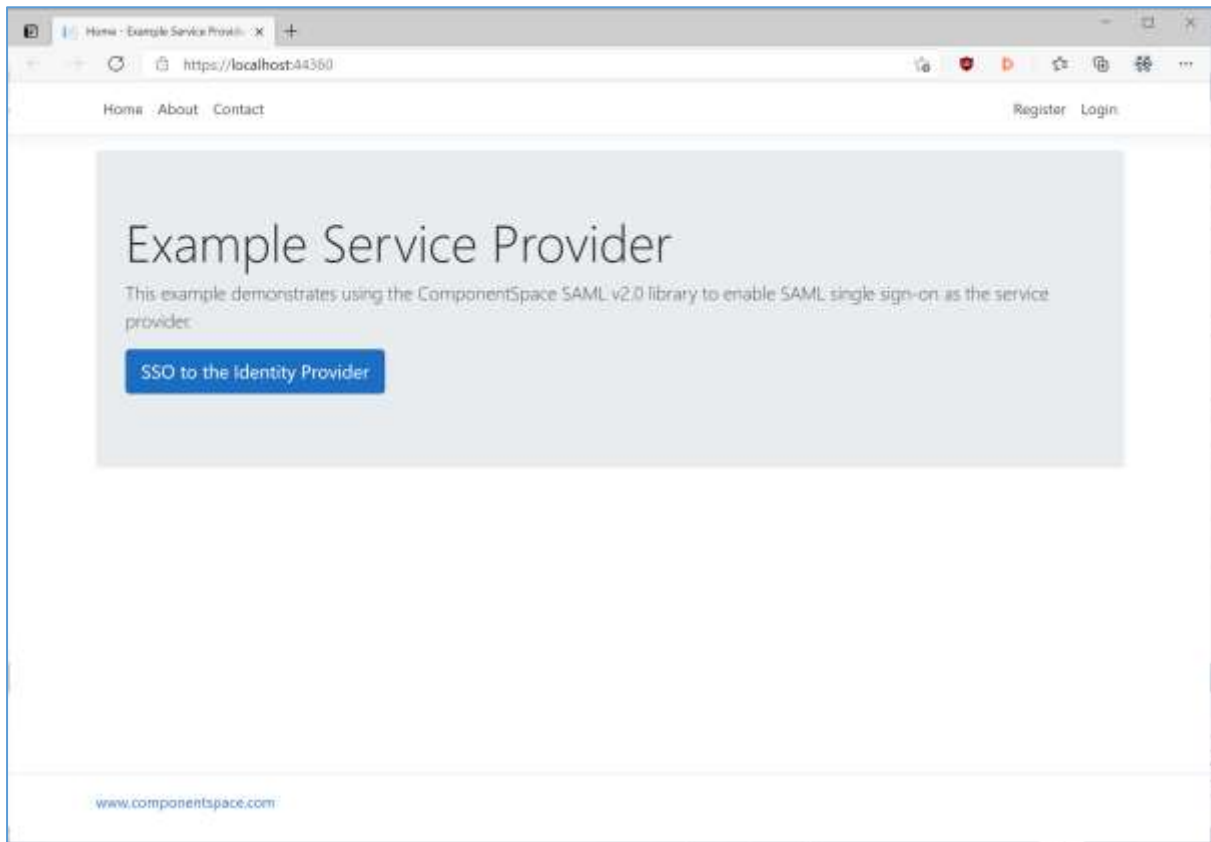 Home - Example Service Provid
https://localhost:44360
Home About Contact
Register Login
Example Service Provider
This example demonstrates using the ComponentSpace SAML v2.0 library to enable SAML single sign-on as the service
provider.
SSO to the Identity Provider
www.componentspace.com